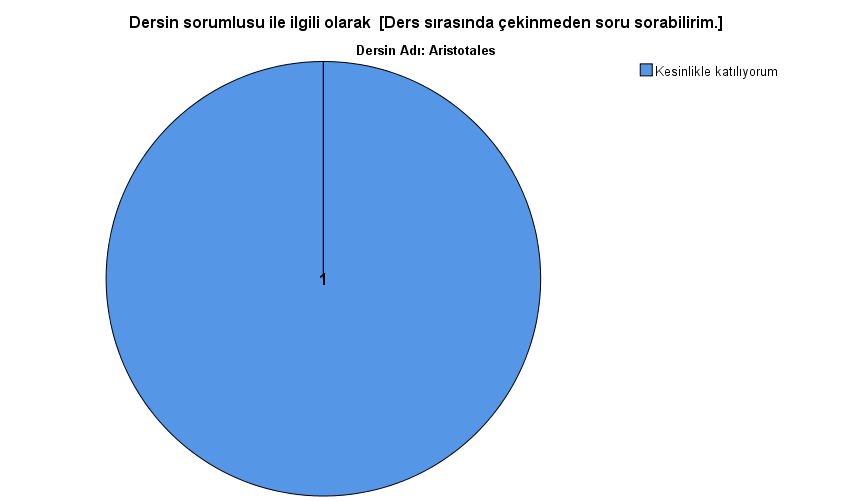 Dersin sorumlusu ile ilgili olarak  [Ders sırasında çekinmeden soru sorabilirim.]
Dersin Adı: Aristotales
Kesinlikle katılıyorum
1